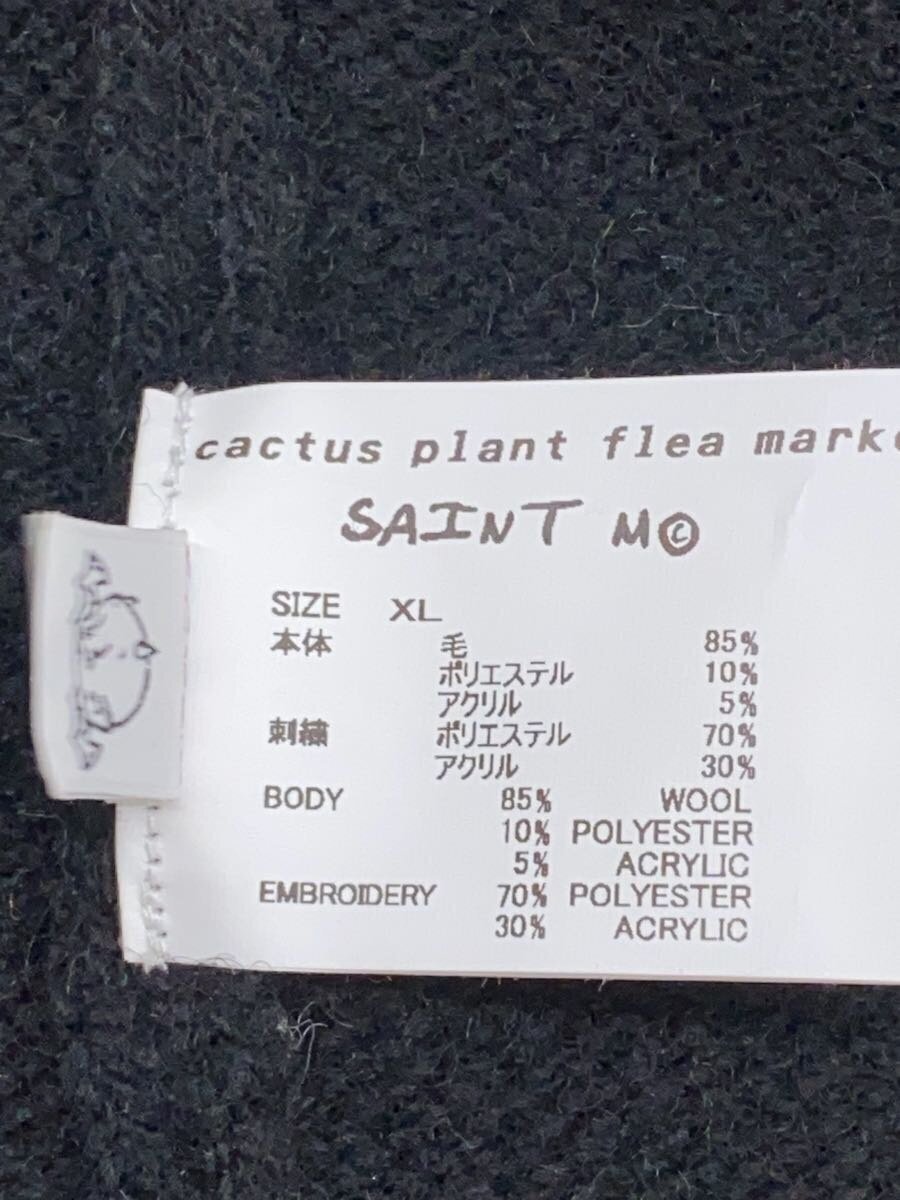 cactus plant flea mark
SAINT M©
SIZE XL
本体 毛 85%
ポリエステル 10%
アクリル 5%
刺繍 ポリエステル 70%
アクリル 30%
BODY 85% WOOL
10% POLYESTER
5% ACRYLIC
EMBROIDERY 70% POLYESTER
30% ACRYLIC